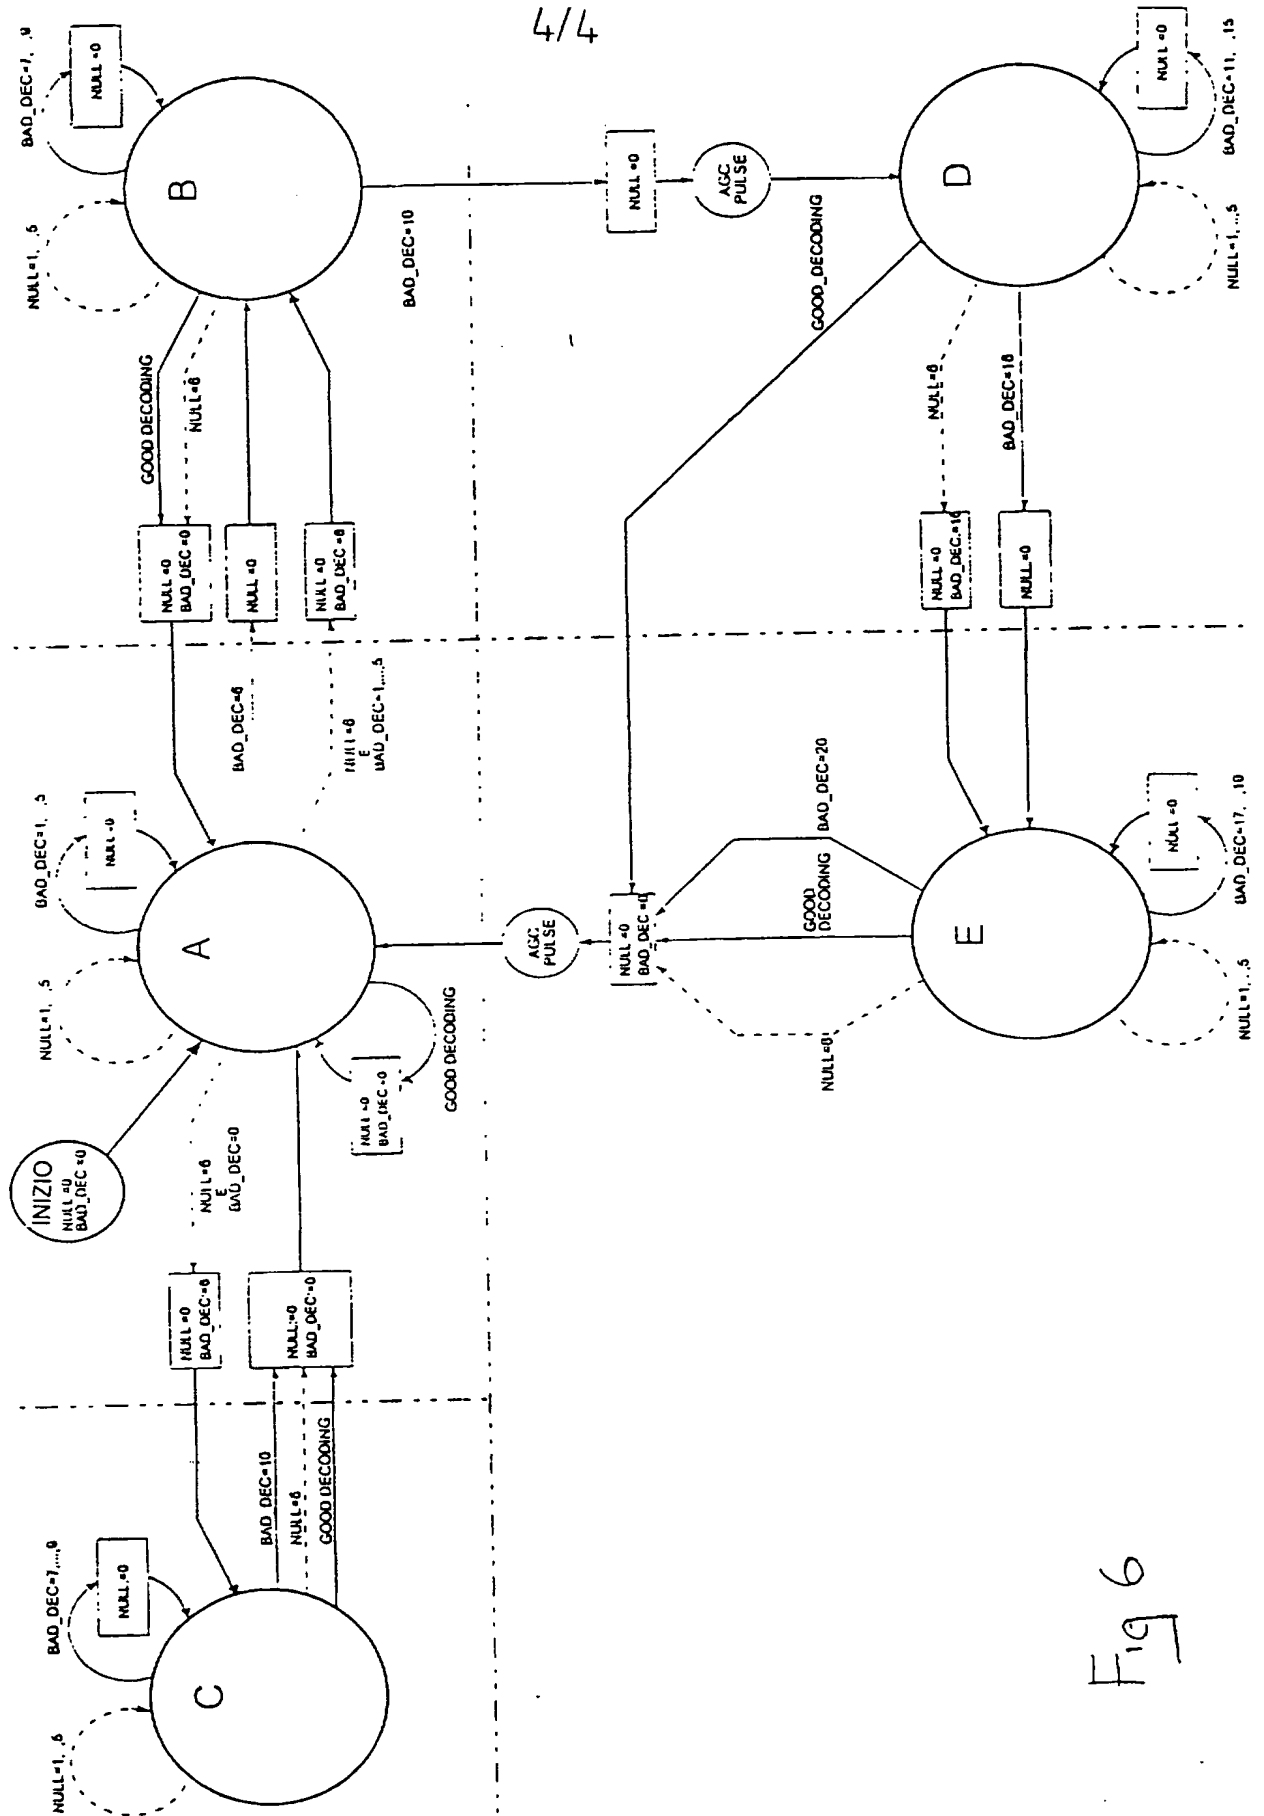 4/4
INIZIO
NULL =0
BAD_DEC =0
NULL=1, .5
BAD_DEC=7,...,9
NULL:=0
C
NULL =0
BAD_DEC:=6
NULL=6
E
BAD_DEC=0
BAD_DEC=10
NULL=6
GOOD DECODING
NULL:=0
BAD_DEC:=0
NULL=1, .5
BAD_DEC=1, .5
NULL =0
A
NULL =0
BAD_DEC =0
GOOD DECODING
NULL =0
BAD_DEC =0
GOOD DECODING
NULL=6
BAD_DEC=6
NULL =0
NULL=6
E
BAD_DEC=1,...,5
NULL =0
BAD_DEC =6
NULL=1, .5
BAD_DEC=7, .9
NULL =0
B
BAD_DEC=10
NULL =0
AGC
PULSE
AGC
PULSE
NULL =0
BAD_DEC =0
NULL=6
GOOD
DECODING
BAD_DEC=20
GOOD_DECODING
E
NULL=1, ..5
NULL =0
BAD_DEC=17, .19
NULL=6
NULL =0
BAD_DEC:=16
BAD_DEC=16
NULL:=0
D
NULL=1,...,5
NULL =0
BAD_DEC=11, .15
Fig 6